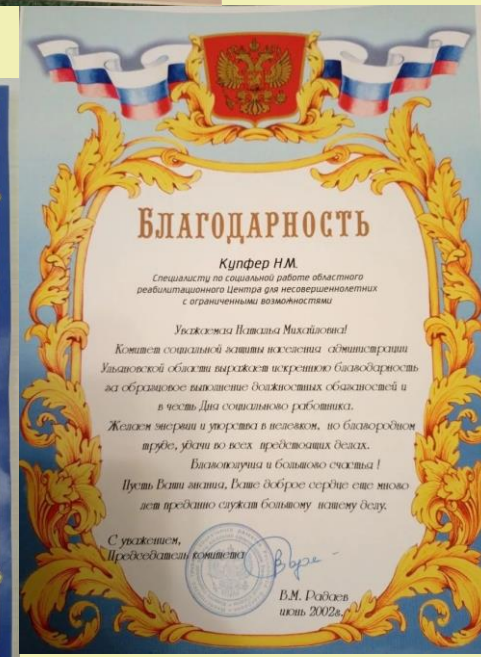 БЛАГОДАРНОСТЬ
Купфер Н.М.
Специалисту по социальной работе областного
реабилитационного Центра для несовершеннолетних
с ограниченными возможностями
Уважаемая Наталья Михайловна!
Комитет социальной защиты населения администрации
Ульяновской области выражает искреннюю благодарность
за образцовое выполнение должностных обязаностей и
в честь Дня социального работника.
Желаем энергии и упорства в нелегком, но благородном
труде, удачи во всех предстоящих делах.
Благополучия и большого счастья !
Пусть Ваши знания, Ваше доброе сердце еще много
лет преданно служат большому нашему делу.
С уважением,
Председатель комитета
В.М. Радаев
июнь 2002г.